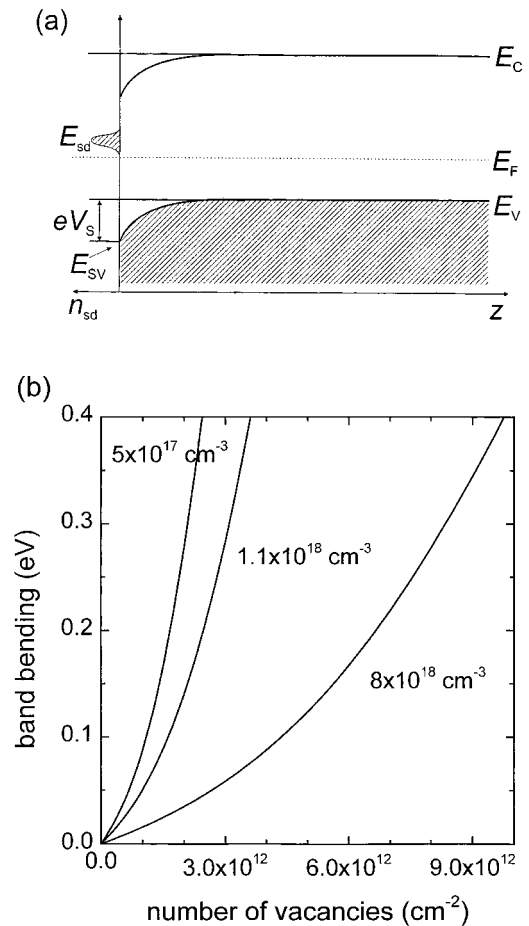 (a)
E_C
E_sd
E_F
E_V
eV_S
E_SV
n_sd
z
(b)
0.4
5x10^17 cm^-3
0.3
1.1x10^18 cm^-3
0.2
8x10^18 cm^-3
0.1
0.0
band bending (eV)
0.0 3.0x10^12 6.0x10^12 9.0x10^12
number of vacancies (cm^-2)